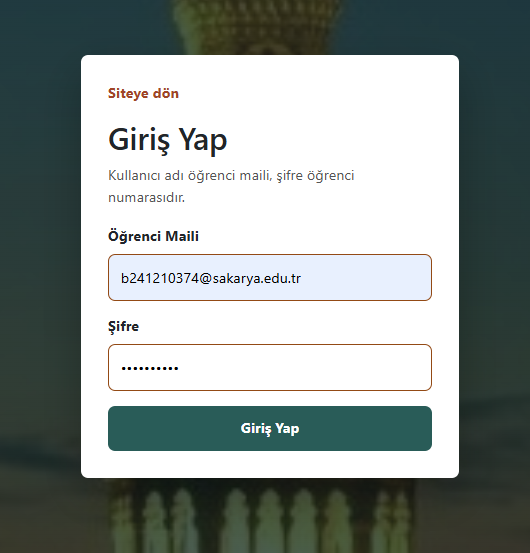 Siteye dön
Giriş Yap
Kullanıcı adı öğrenci maili, şifre öğrenci
numarasıdır.
Öğrenci Maili
b241210374@sakarya.edu.tr
Şifre
••••••••••
Giriş Yap